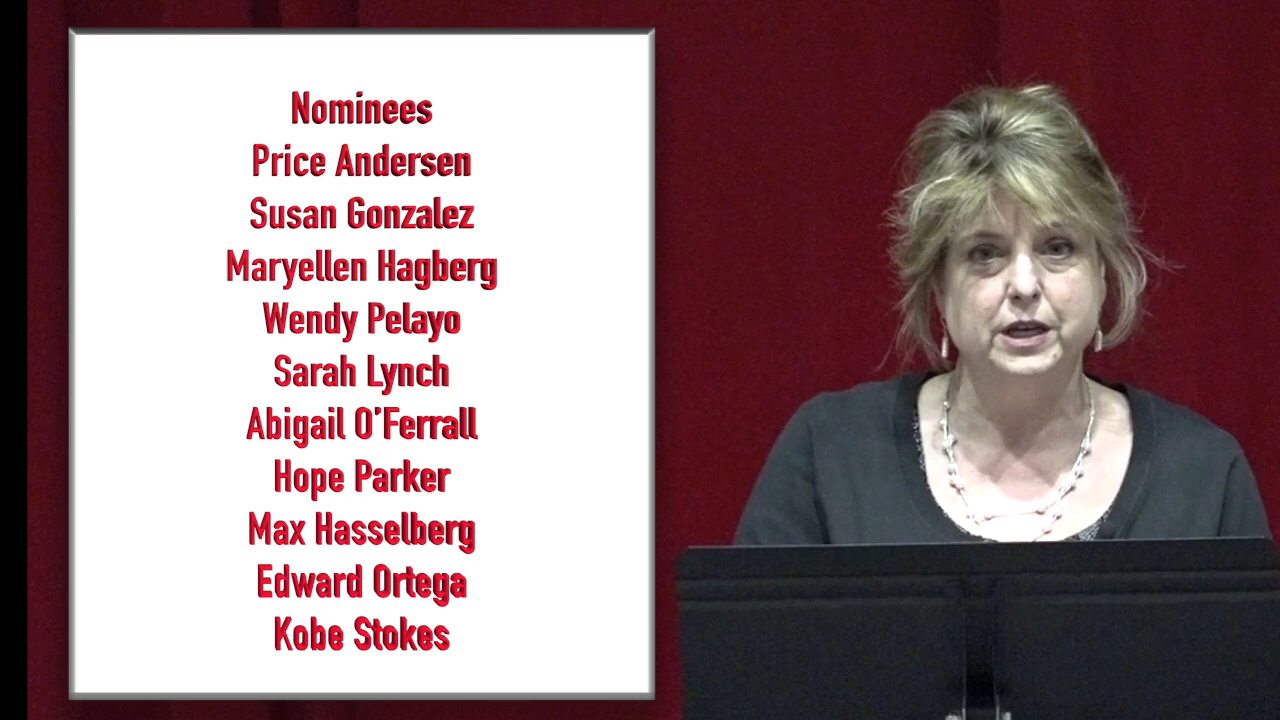 Nominees
Price Andersen
Susan Gonzalez
Maryellen Hagberg
Wendy Pelayo
Sarah Lynch
Abigail O'Ferrall
Hope Parker
Max Hasselberg
Edward Ortega
Kobe Stokes